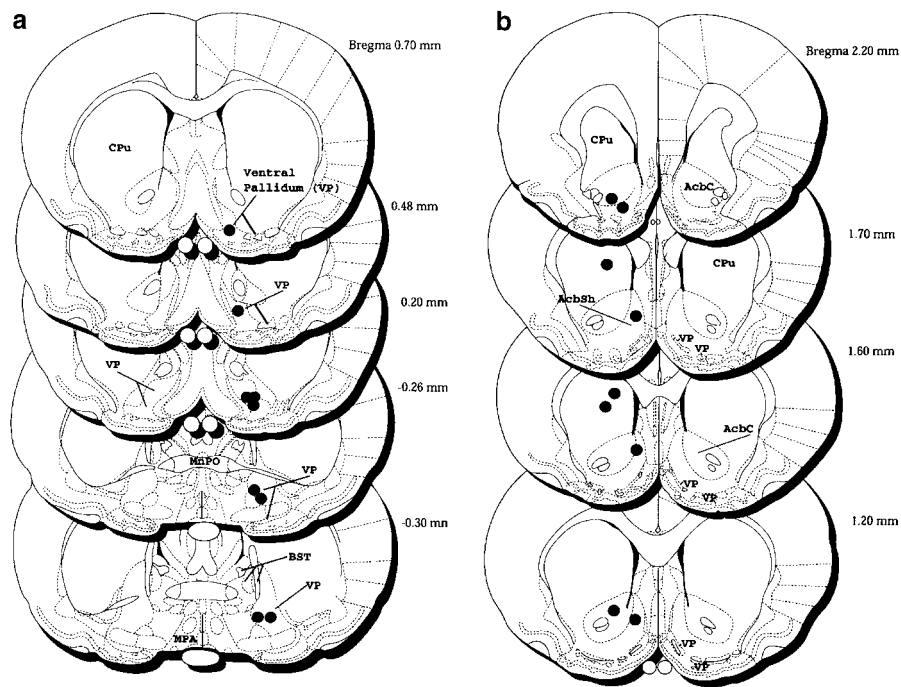 a
Bregma 0.70 mm
CPu
Ventral
Pallidum (VP)
0.48 mm
VP
0.20 mm
VP
-0.26 mm
MnPO
VP
-0.30 mn
BST
VP
MPA
b
Bregma 2.20 mm
CPu
AcbC
1.70 mm
CPu
AcbSh
VP
VP
1.60 mm
AcbC
VP
VP
1.20 mm
VP
VP